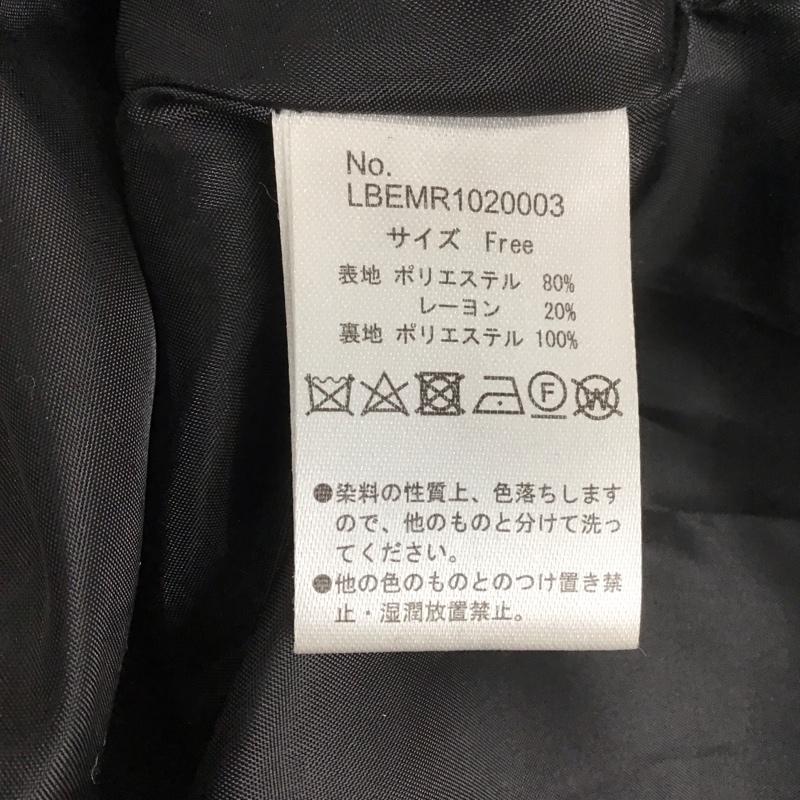 No.
LBEMR1020003
サイズ Free
表地 ポリエステル 80%
レーヨン 20%
裏地 ポリエステル 100%
F W
●染料の性質上、色落ちします
ので、他のものと分けて洗っ
てください。
●他の色のものとのつけ置き禁
止・湿潤放置禁止。